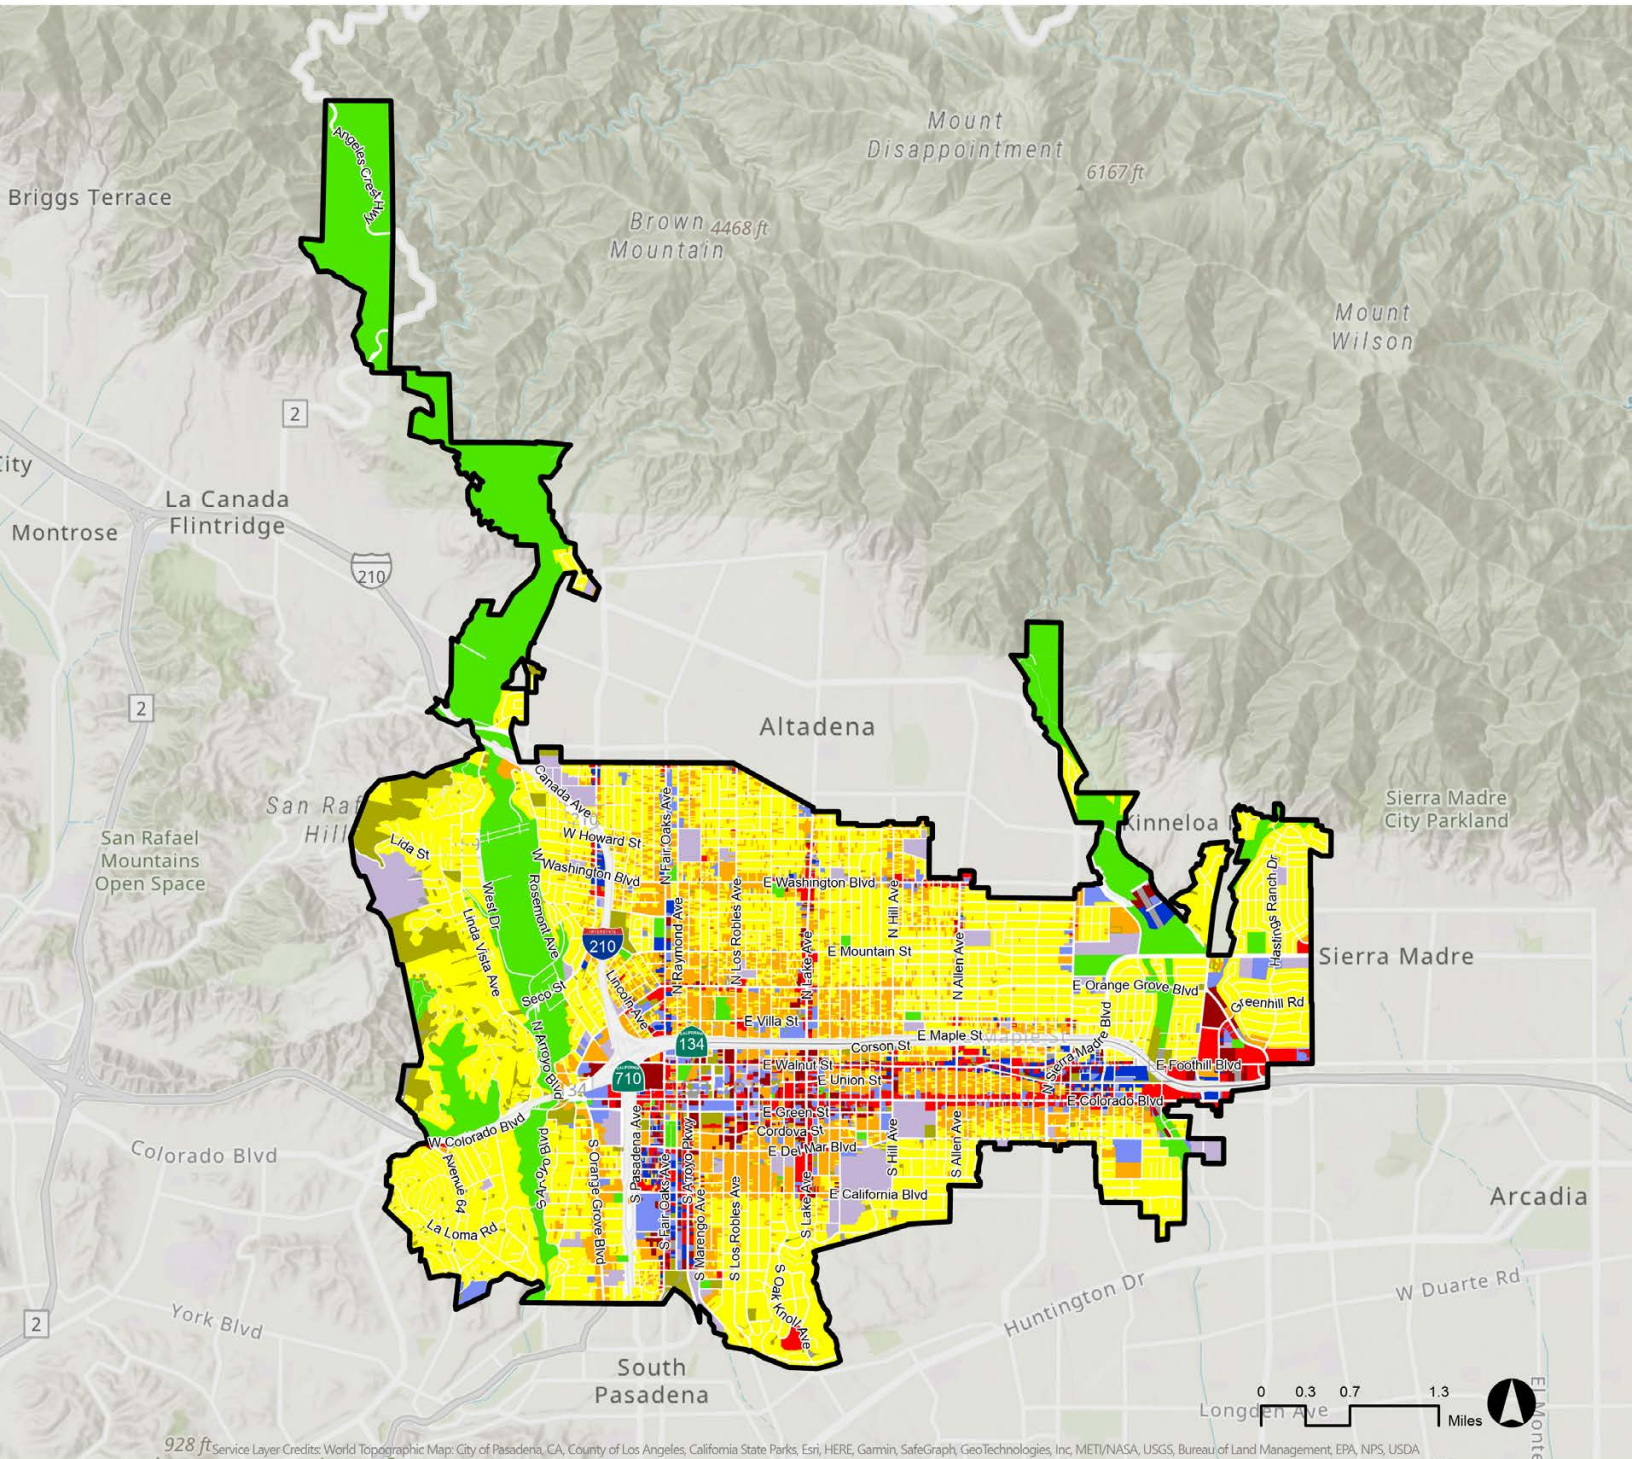 Mount
Disappointment
6167 ft
Angeles Crest Hwy
Briggs Terrace
Brown
Mountain
4468 ft
Mount
Wilson
2
La Canada
Flintridge
Montrose
210
2
Altadena
San Rafael
Mountains
Open Space
Sierra Madre
City Parkland
Lida St
Canada Ave
W Howard St
W Washington Blvd
N Fair Oaks Ave
E Washington Blvd
West Dr
Rosemont Ave
Linda Vista Ave
N Raymond Ave
N Los Robles Ave
N Lake Ave
N Hill Ave
N Allen Ave
Hastings Ranch Dr
INTERSTATE
210
E Mountain St
Sierra Madre
Seco St
Lincoln Ave
E Orange Grove Blvd
Greenhill Rd
N Arroyo Blvd
E Villa St
CALIFORNIA
134
Corson St
E Maple St
Maple St
N Sierra Madre Blvd
CALIFORNIA
710
134
E Walnut St
E Union St
E Foothill Blvd
E Colorado Blvd
E Green St
Cordova St
E Del Mar Blvd
W Colorado Blvd
Colorado Blvd
Avenue 64
S Arroyo Blvd
S Orange Grove Blvd
S Pasadena Ave
S Fair Oaks Ave
S Arroyo Pkwy
S Marengo Ave
S Los Robles Ave
S Lake Ave
S Hill Ave
S Allen Ave
E California Blvd
Arcadia
La Loma Rd
S Oak Knoll Ave
Huntington Dr
W Duarte Rd
York Blvd
2
South
Pasadena
0 0.3 0.7 1.3
Miles
Longden Ave
El Monte
928 ft
Service Layer Credits: World Topographic Map: City of Pasadena, CA, County of Los Angeles, California State Parks, Esri, HERE, Garmin, SafeGraph, GeoTechnologies, Inc, METI/NASA, USGS, Bureau of Land Management, EPA, NPS, USDA